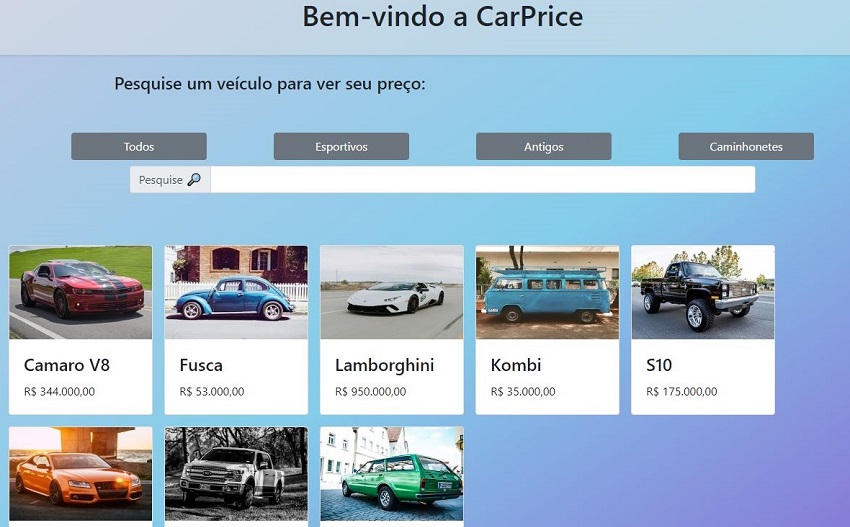 Bem-vindo a CarPrice
Pesquise um veículo para ver seu preço:
Todos
Esportivos
Antigos
Caminhonetes
Pesquise
Camaro V8
R$ 344.000,00
Fusca
R$ 53.000,00
Lamborghini
R$ 950.000,00
Kombi
R$ 35.000,00
S10
R$ 175.000,00